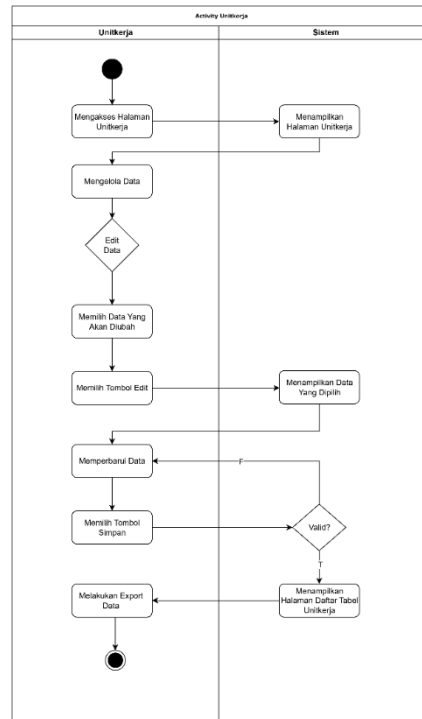 Activity Unitkerja
Unitkerja
Sistem
Mengakses Halaman
Unitkerja
Menampilkan
Halaman Unitkerja
Mengelola Data
Edit
Data
Memilih Data Yang
Akan Diubah
Memilih Tombol Edit
Menampilkan Data
Yang Dipilih
Memperbarui Data
F
Memilih Tombol
Simpan
Valid?
T
Melakukan Export
Data
Menampilkan
Halaman Daftar Tabel
Unitkerja